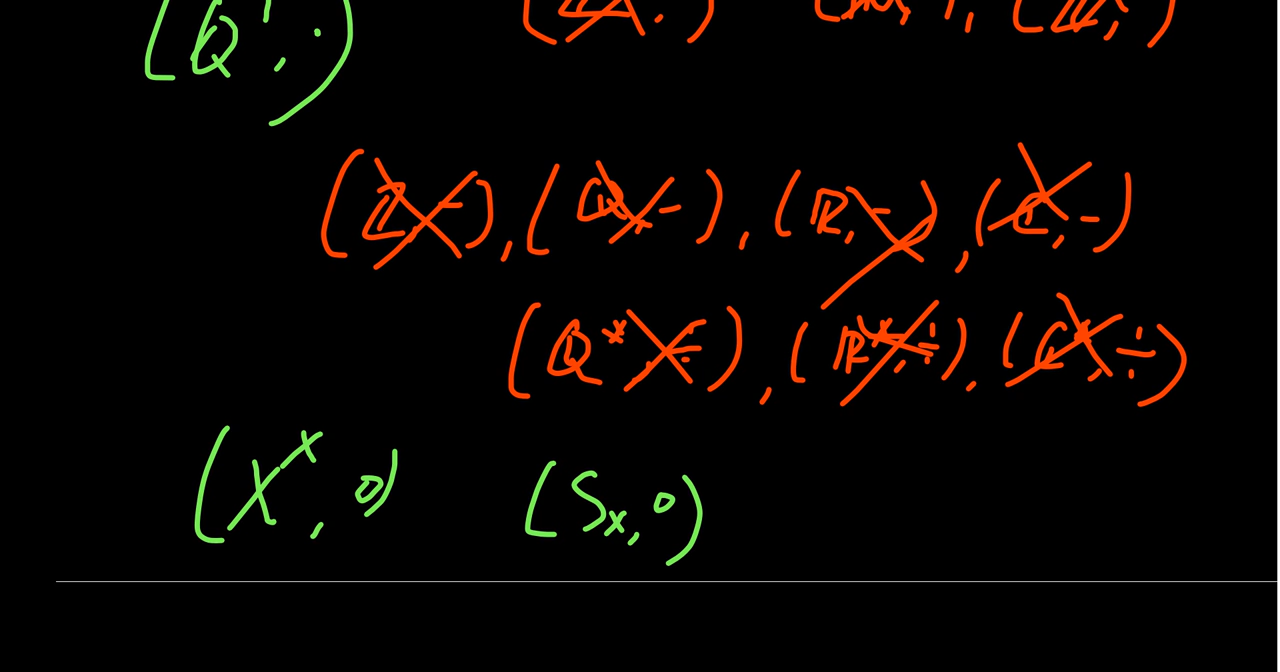 (ℤ, -), (ℚ, -), (ℝ, -), (ℂ, -)
(ℚ*, ÷), (ℝ*, ÷), (ℂ*, ÷)
(X^X, ∘) (S_X, ∘)